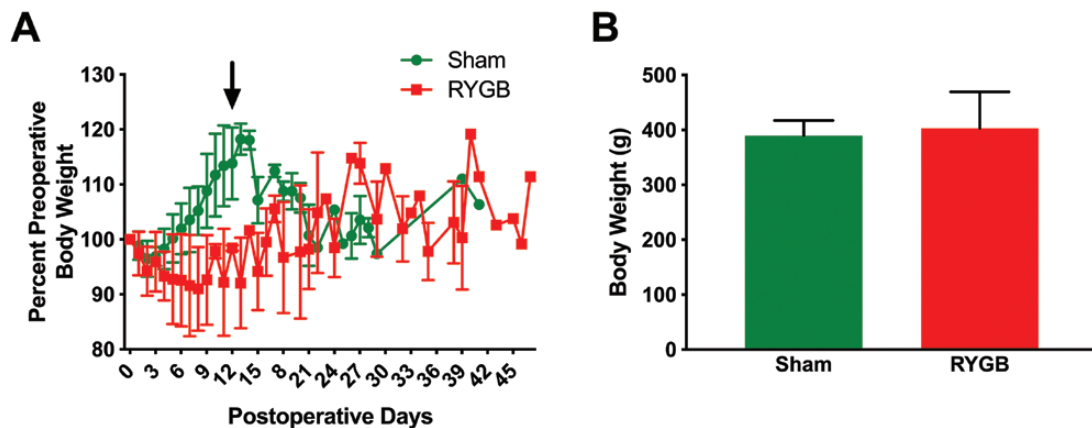 A
Sham
RYGB
130
120
110
100
90
80
Percent Preoperative
Body Weight
0
3
6
9
12
15
8
21
24
27
30
33
36
39
42
45
Postoperative Days
B
500
400
300
200
100
0
Body Weight (g)
Sham
RYGB